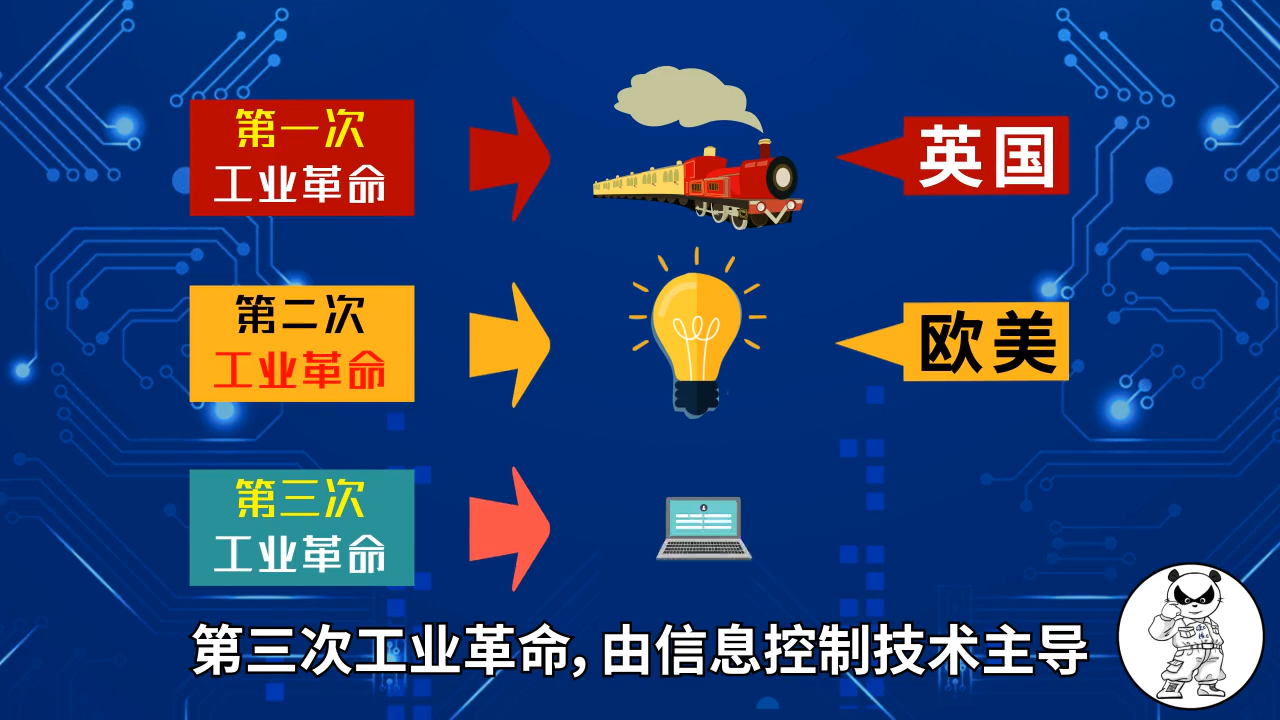 第一次
工业革命
英国
第二次
工业革命
欧美
第三次
工业革命
第三次工业革命，由信息控制技术主导